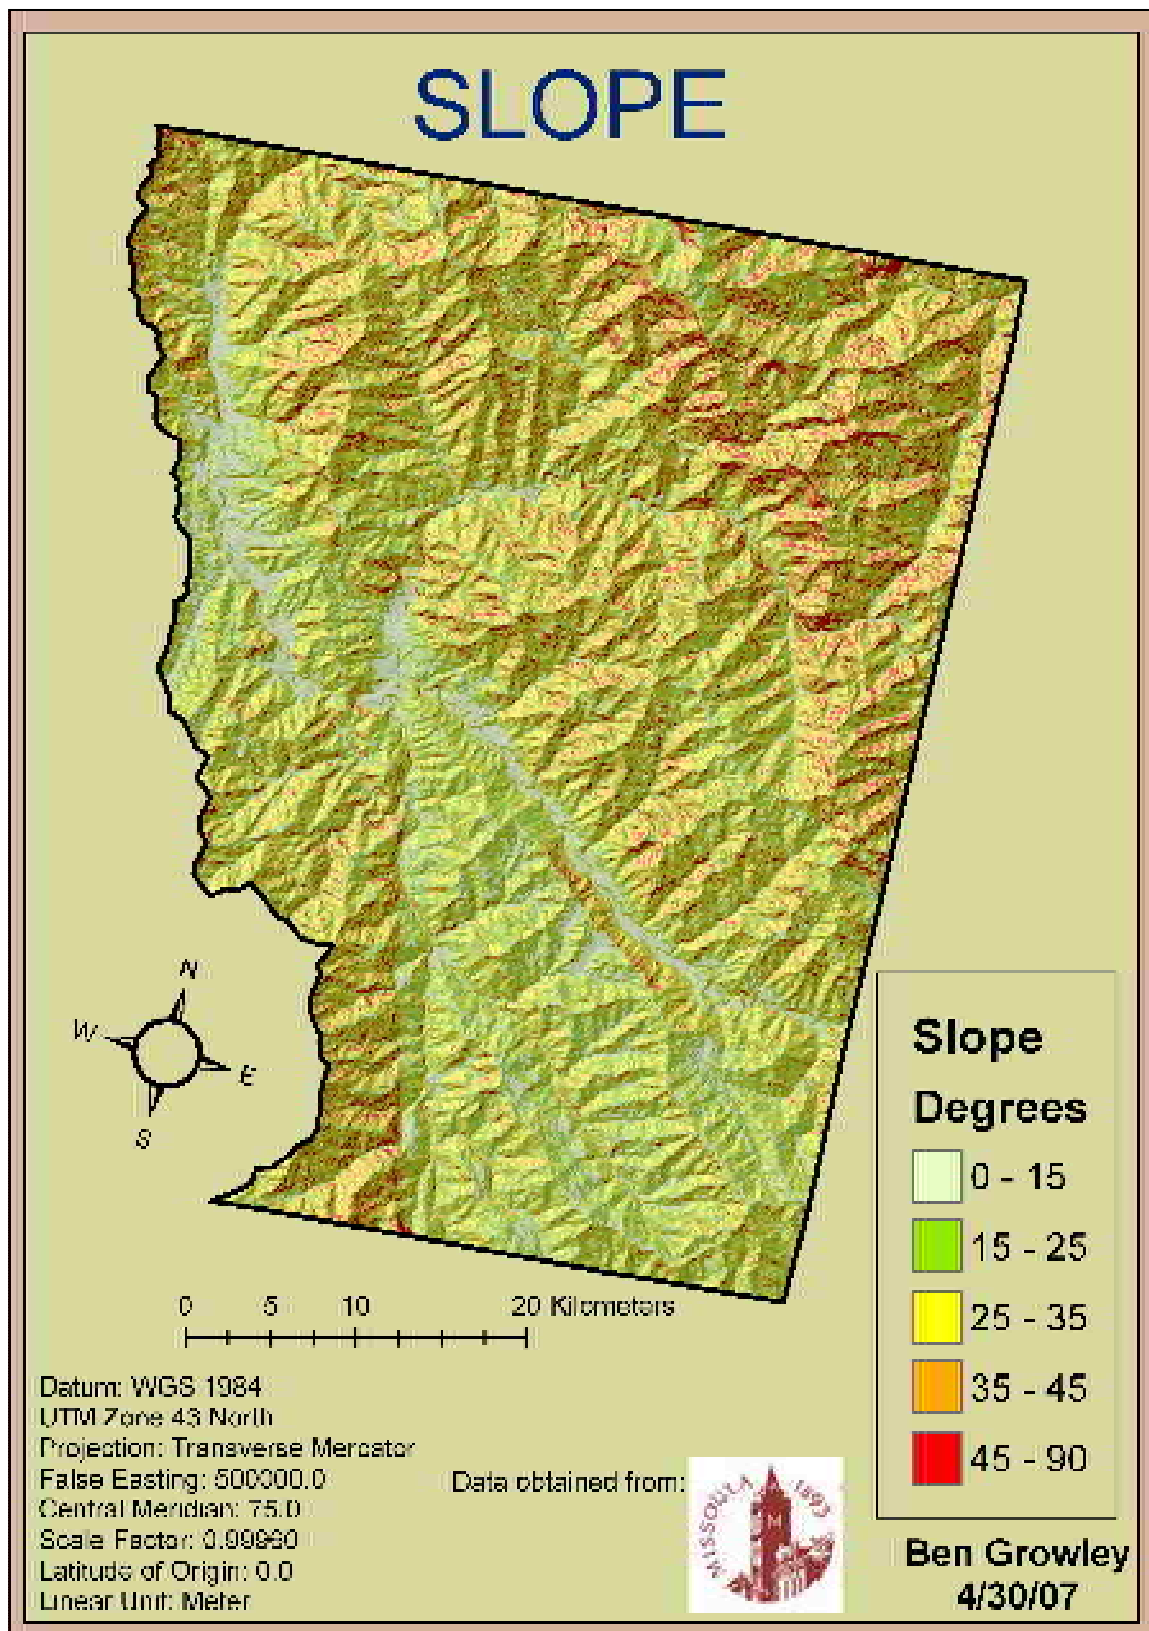 SLOPE
N
W
E
S
Slope
Degrees
0 - 15
15 - 25
25 - 35
35 - 45
45 - 90
0 5 10 20 Kilometers
Datum: WGS 1984
UTM Zone 43 North
Projection: Transverse Mercator
False Easting: 500000.0
Central Meridian: 75.0
Scale Factor: 0.99960
Latitude of Origin: 0.0
Linear Unit: Meter
Data obtained from:
MISSOULA 1893
M
Ben Growley
4/30/07